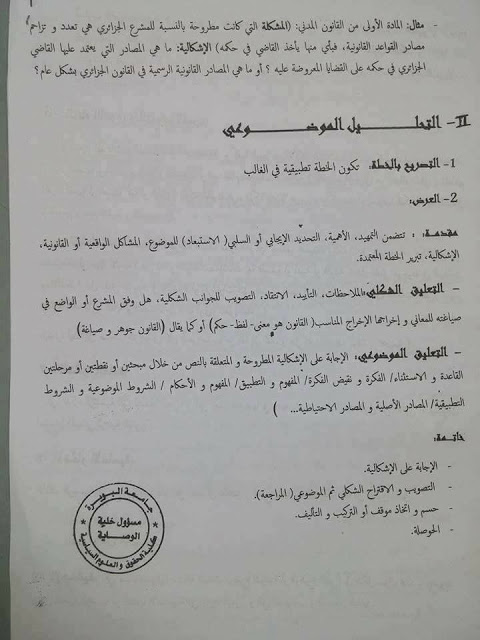 - مثال: المادة الأولى من القانون المدني: (المشكلة التي كانت مطروحة بالنسبة للمشرع الجزائري هي تعدد و تزاحم
مصادر القواعد القانونية، فبأي منها يأخذ القاضي في حكمه) الإشكالية: ما هي المصادر التي يعتمد عليها القاضي
الجزائري في حكمه على القضايا المعروضة عليه ؟ أو ما هي المصادر القانونية الرسمية في القانون الجزائري بشكل عام؟
II- التحليل الموضوعي
1- التصريح بالخطة: تكون الخطة تطبيقية في الغالب
2- العرض:
مقدمة: : تتضمن التمهيد، الأهمية، التحديد الإيجابي أو السلبي( الاستبعاد) للموضوع، المشاكل الواقعية أو القانونية،
الإشكالية، تبرير الخطة المعتمدة.
- التعليق الشكلي:الملاحظات، التأييد، الانتقاد، التصويب للجوانب الشكلية، هل وفق المشرع أو الواضع في
صياغته للمعاني و إخراجها الإخراج المناسب( القانون هو معنى- لفظ- حكم) أو كما يقال (القانون جوهر و صياغة)
- التعليق الموضوعي: الإجابة على الإشكالية المطروحة و المتعلقة بالنص من خلال مبحثين أو نقطتين أو مرحلتين
القاعدة و الاستثناء/ الفكرة و نقيض الفكرة/ المفهوم و التطبيق/ المفهوم و الأحكام / الشروط الموضوعية و الشروط
التطبيقية/ المصادر الأصلية و المصادر الاحتياطية... )
خاتمة:
- الإجابة على الإشكالية.
- التصويب و الاقتراح الشكلي ثم الموضوعي( المراجعة).
- حسم و اتخاذ موقف أو التركيب و التأليف.
- الحوصلة.
جامعة البويرة
مسؤول خلية
الوصاية
كلية الحقوق و العلوم السياسية